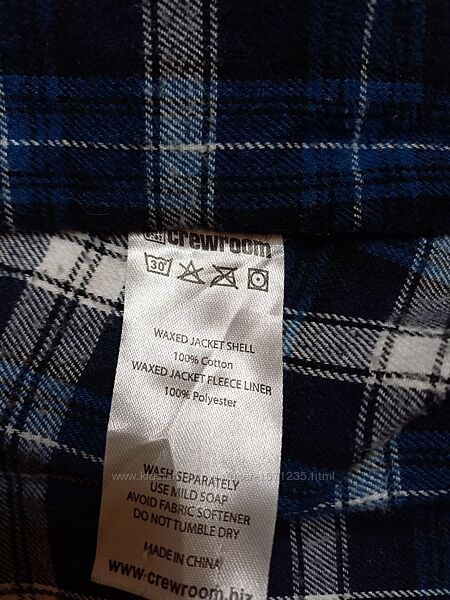 crewroom
30°
WAXED JACKET SHELL
100% Cotton
WAXED JACKET FLEECE LINER
100% Polyester
WASH SEPARATELY
USE MILD SOAP
AVOID FABRIC SOFTENER
DO NOT TUMBLE DRY
MADE IN CHINA
www.crewroom.biz